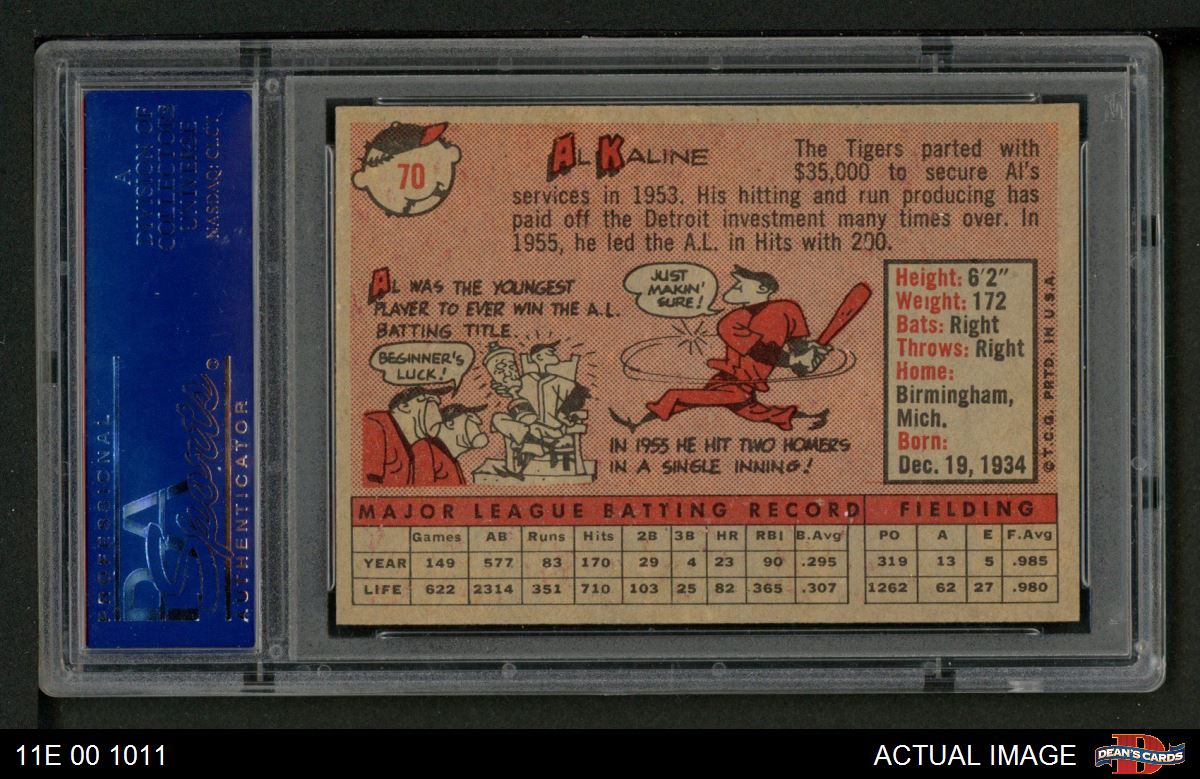 A
DIVISION OF
COLLECTORS
UNIVERSE
NASDAQ: CLCT
PROFESSIONAL
PSA
Sports
AUTHENTICATOR
70
AL KALINE
The Tigers parted with
$35,000 to secure Al's
services in 1953. His hitting and run producing has
paid off the Detroit investment many times over. In
1955, he led the A.L. in Hits with 200.
AL WAS THE YOUNGEST
PLAYER TO EVER WIN THE A.L.
BATTING TITLE.
BEGINNER'S
LUCK!
JUST
MAKIN'
SURE!
IN 1955 HE HIT TWO HOMERS
IN A SINGLE INNING!
Height: 6'2"
Weight: 172
Bats: Right
Throws: Right
Home:
Birmingham,
Mich.
Born:
Dec. 19, 1934
© T.C.G. PRTD. IN U.S.A.
MAJOR LEAGUE BATTING RECORD FIELDING
Games AB Runs Hits 2B 3B HR RBI B.Avg PO A E F.Avg
YEAR 149 577 83 170 29 4 23 90 .295 319 13 5 .985
LIFE 622 2314 351 710 103 25 82 365 .307 1262 62 27 .980
11E 00 1011
ACTUAL IMAGE
D
DEAN'S CARDS